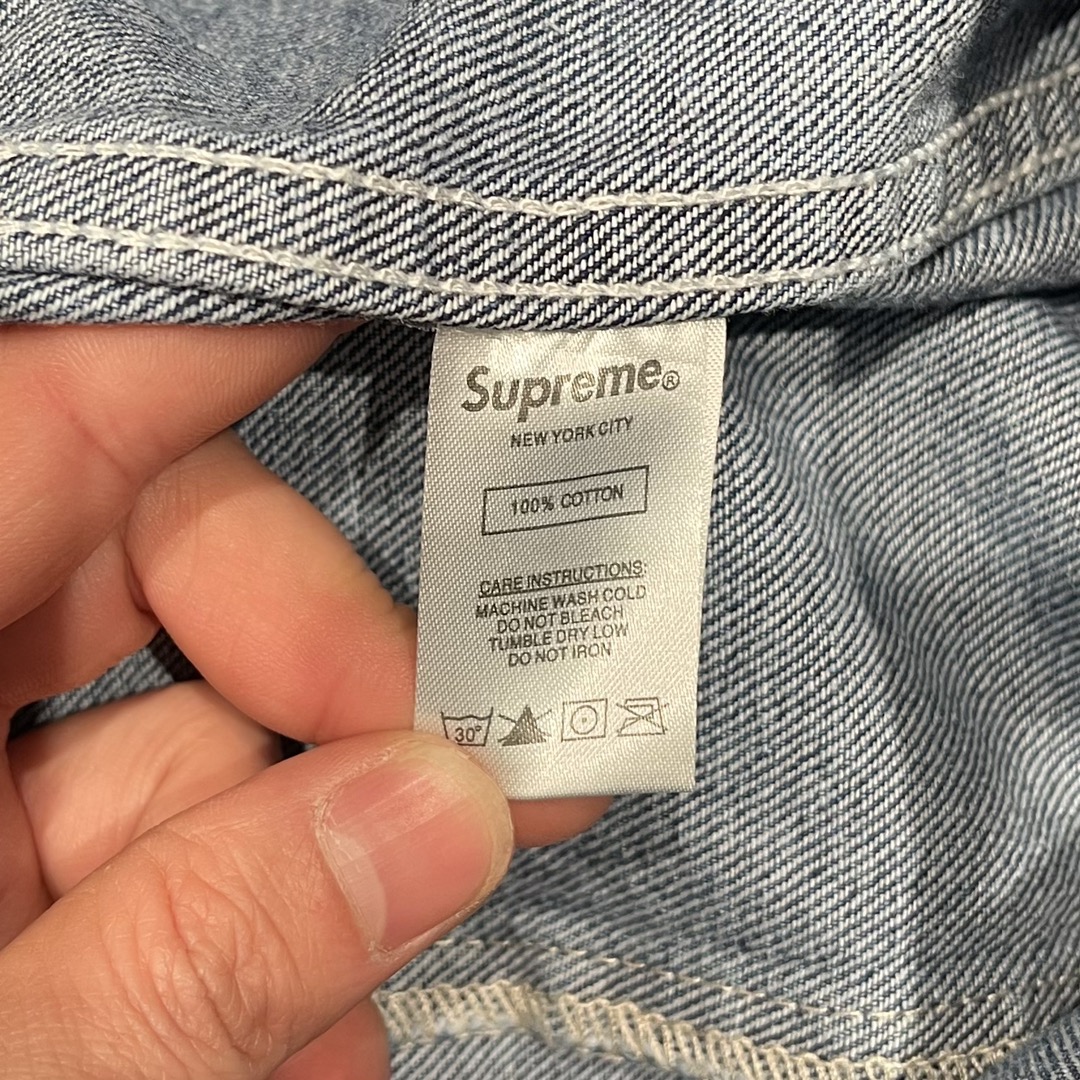 Supreme®
NEW YORK CITY
100% COTTON
CARE INSTRUCTIONS:
MACHINE WASH COLD
DO NOT BLEACH
TUMBLE DRY LOW
DO NOT IRON
30°